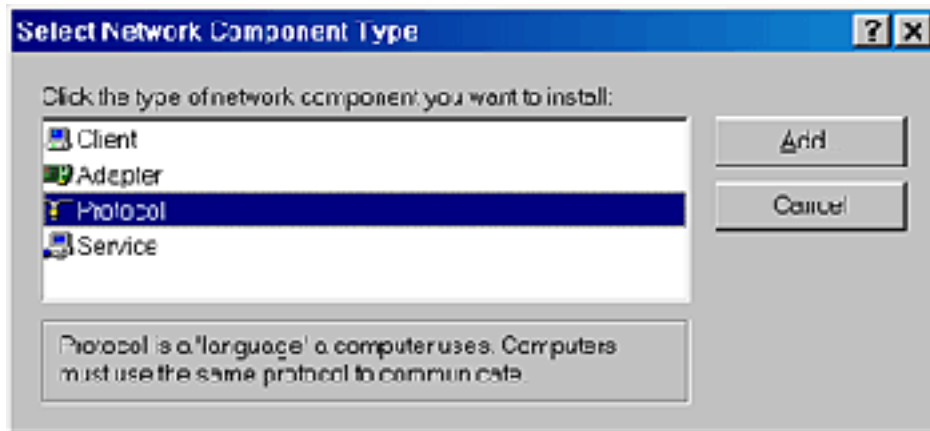 Select Network Component Type
Click the type of network component you want to install:
Client
Adapter
Protocol
Service
Add...
Cancel
Protocol is a 'language' a computer uses. Computers
must use the same protocol to communicate.